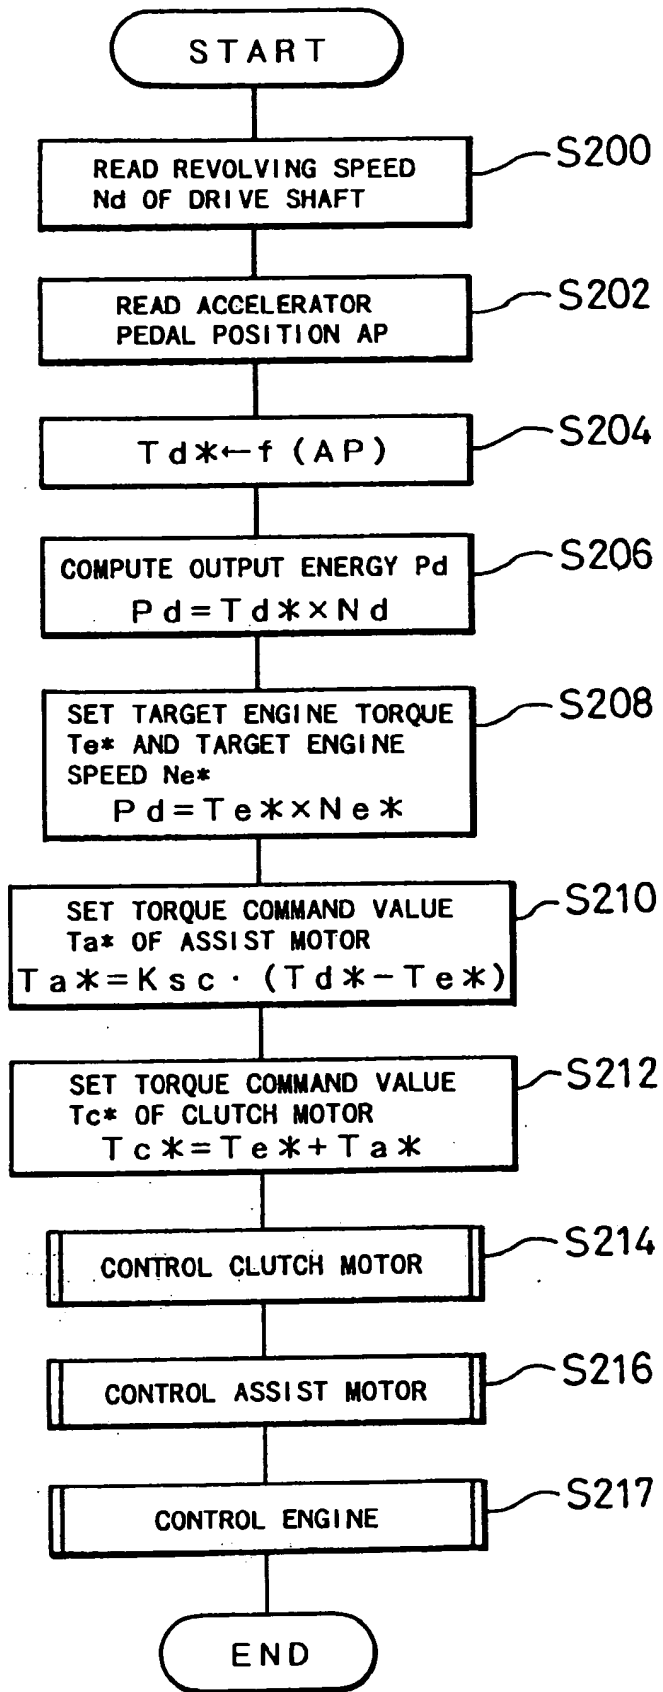 START
READ REVOLVING SPEED
Nd OF DRIVE SHAFT
S200
READ ACCELERATOR
PEDAL POSITION AP
S202
Td*←f(AP)
S204
COMPUTE OUTPUT ENERGY Pd
Pd=Td*×Nd
S206
SET TARGET ENGINE TORQUE
Te* AND TARGET ENGINE
SPEED Ne*
Pd=Te*×Ne*
S208
SET TORQUE COMMAND VALUE
Ta* OF ASSIST MOTOR
Ta*=Ksc·(Td*-Te*)
S210
SET TORQUE COMMAND VALUE
Tc* OF CLUTCH MOTOR
Tc*=Te*+Ta*
S212
CONTROL CLUTCH MOTOR
S214
CONTROL ASSIST MOTOR
S216
CONTROL ENGINE
S217
END